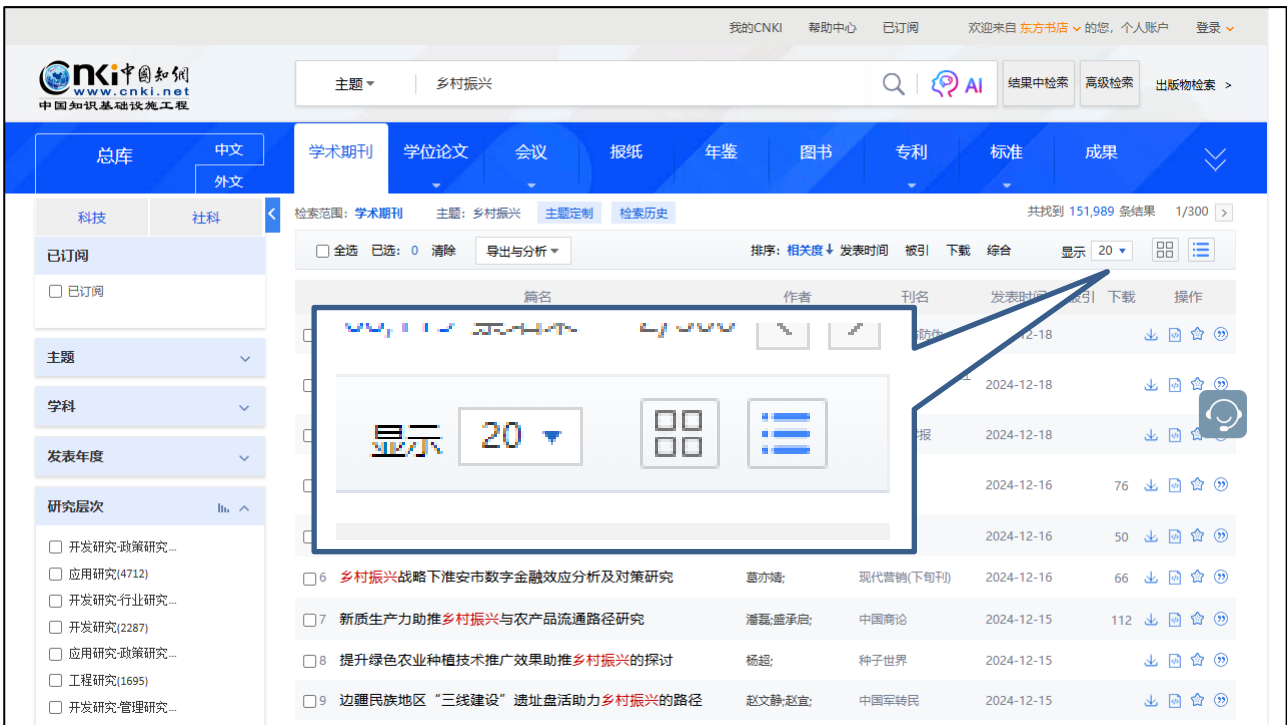 我的CNKI 帮助中心 已订阅 欢迎来自 东方书店 的您，个人账户 登录
cnki中国知网
www.cnki.net
中国知识基础设施工程
主题 乡村振兴 AI 结果中检索 高级检索 出版物检索 >
总库 中文 外文 学术期刊 学位论文 会议 报纸 年鉴 图书 专利 标准 成果
科技 社科
检索范围：学术期刊 主题：乡村振兴 主题定制 检索历史 共找到 151,989 条结果 1/300 >
已订阅
全选 已选：0 清除 导出与分析 排序：相关度↓ 发表时间 被引 下载 综合 显示 20
已订阅
篇名 作者 刊名 发表时间 被引 下载 操作
防伪 12-18
主题
2024-12-18
学科
显示 20
报 2024-12-18
发表年度
2024-12-16 76
研究层次
2024-12-16 50
开发研究-政策研究...
应用研究(4712)
开发研究-行业研究...
开发研究(2287)
应用研究-政策研究...
工程研究(1695)
开发研究-管理研究...
6 乡村振兴战略下淮安市数字金融效应分析及对策研究 葛亦婧; 现代营销(下旬刊) 2024-12-16 66
7 新质生产力助推乡村振兴与农产品流通路径研究 潘磊;盛承启; 中国商论 2024-12-15 112
8 提升绿色农业种植技术推广效果助推乡村振兴的探讨 杨超; 种子世界 2024-12-15
9 边疆民族地区“三线建设”遗址盘活助力乡村振兴的路径 赵文静;赵宜; 中国军转民 2024-12-15